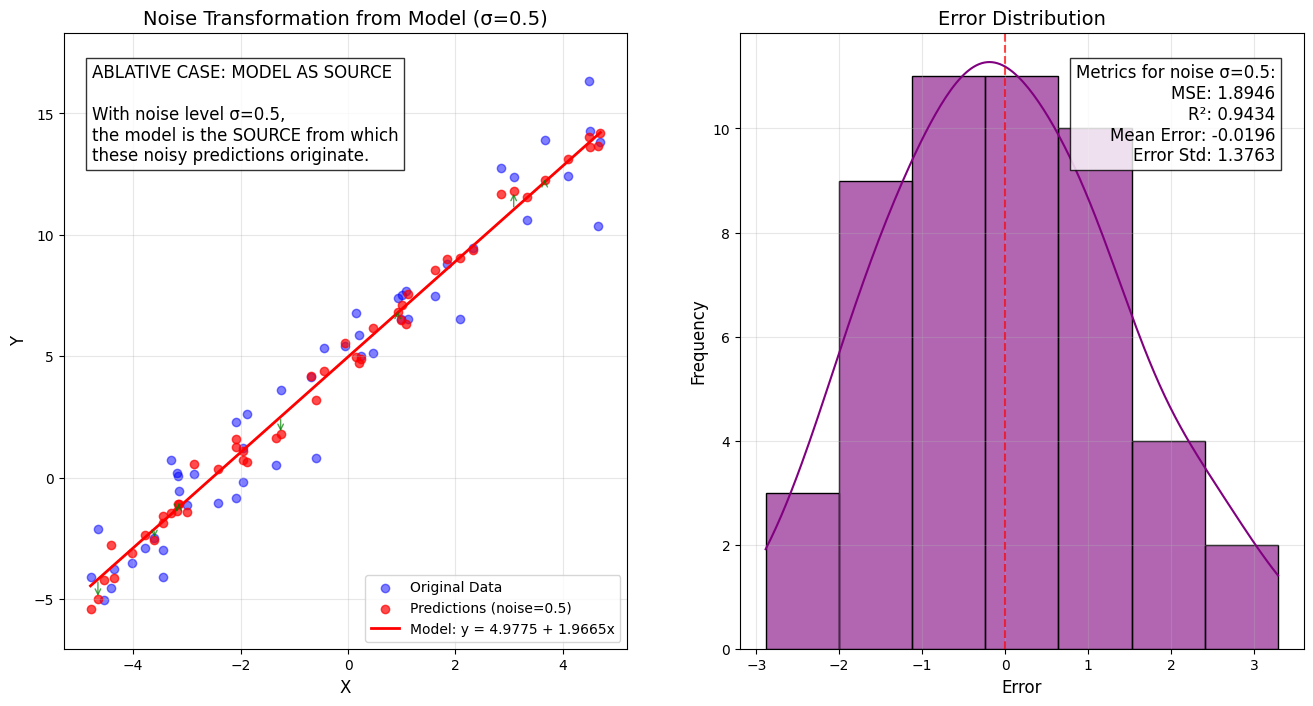 Noise Transformation from Model (σ=0.5)
ABLATIVE CASE: MODEL AS SOURCE
With noise level σ=0.5,
the model is the SOURCE from which
these noisy predictions originate.
Y
15
10
5
0
−5
−4
−2
0
2
4
X
Original Data
Predictions (noise=0.5)
Model: y = 4.9775 + 1.9665x
Error Distribution
Metrics for noise σ=0.5:
MSE: 1.8946
R²: 0.9434
Mean Error: -0.0196
Error Std: 1.3763
Frequency
10
8
6
4
2
0
−3
−2
−1
0
1
2
3
Error